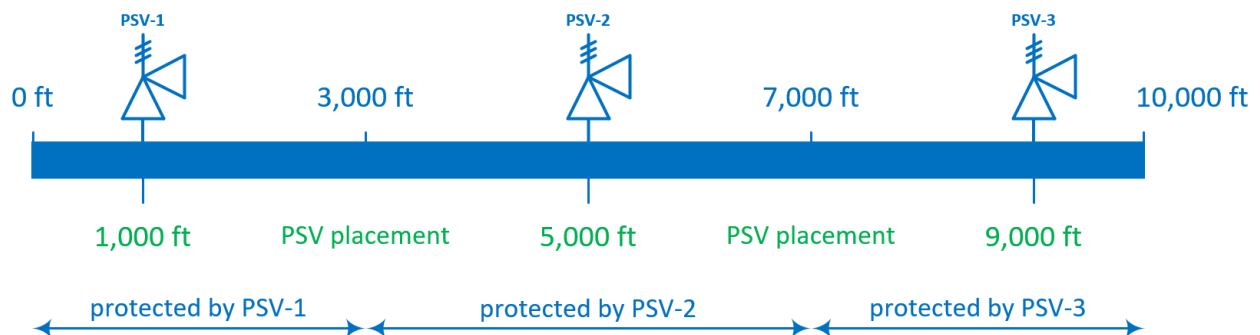 PSV-1
PSV-2
PSV-3
0 ft
3,000 ft
7,000 ft
10,000 ft
1,000 ft
PSV placement
5,000 ft
PSV placement
9,000 ft
protected by PSV-1
protected by PSV-2
protected by PSV-3